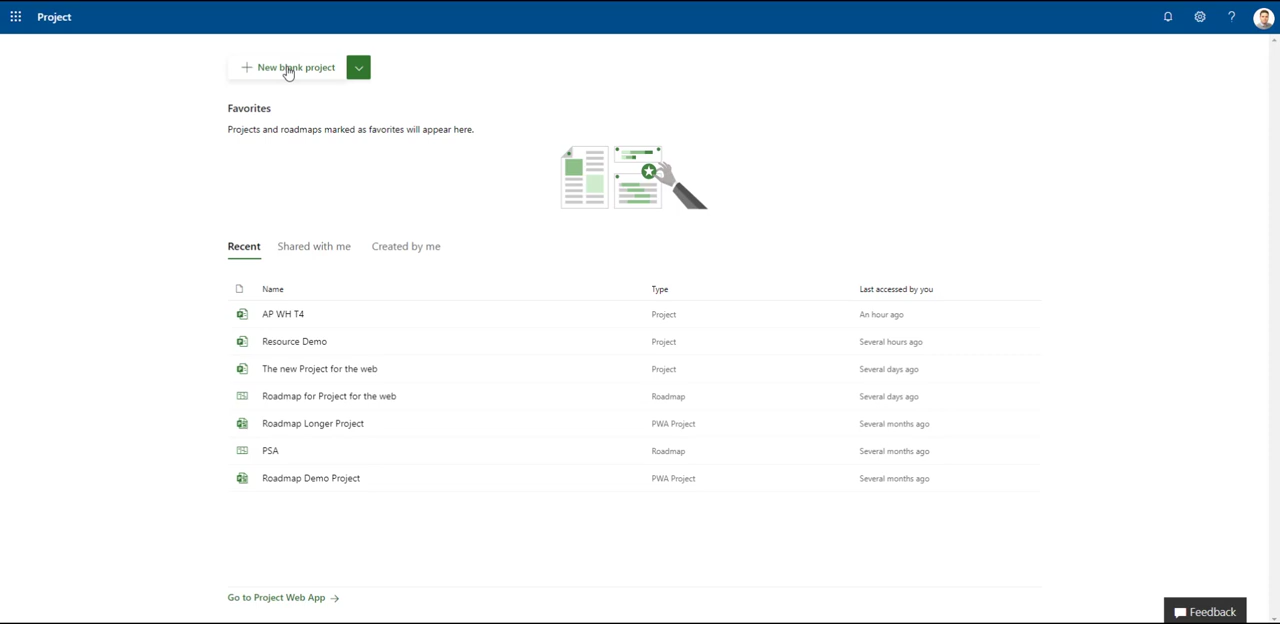 Project
?
New blank project
Favorites
Projects and roadmaps marked as favorites will appear here.
Recent Shared with me Created by me
Name Type Last accessed by you
AP WH T4 Project An hour ago
Resource Demo Project Several hours ago
The new Project for the web Project Several days ago
Roadmap for Project for the web Roadmap Several days ago
Roadmap Longer Project PWA Project Several months ago
PSA Roadmap Several months ago
Roadmap Demo Project PWA Project Several months ago
Go to Project Web App →
Feedback